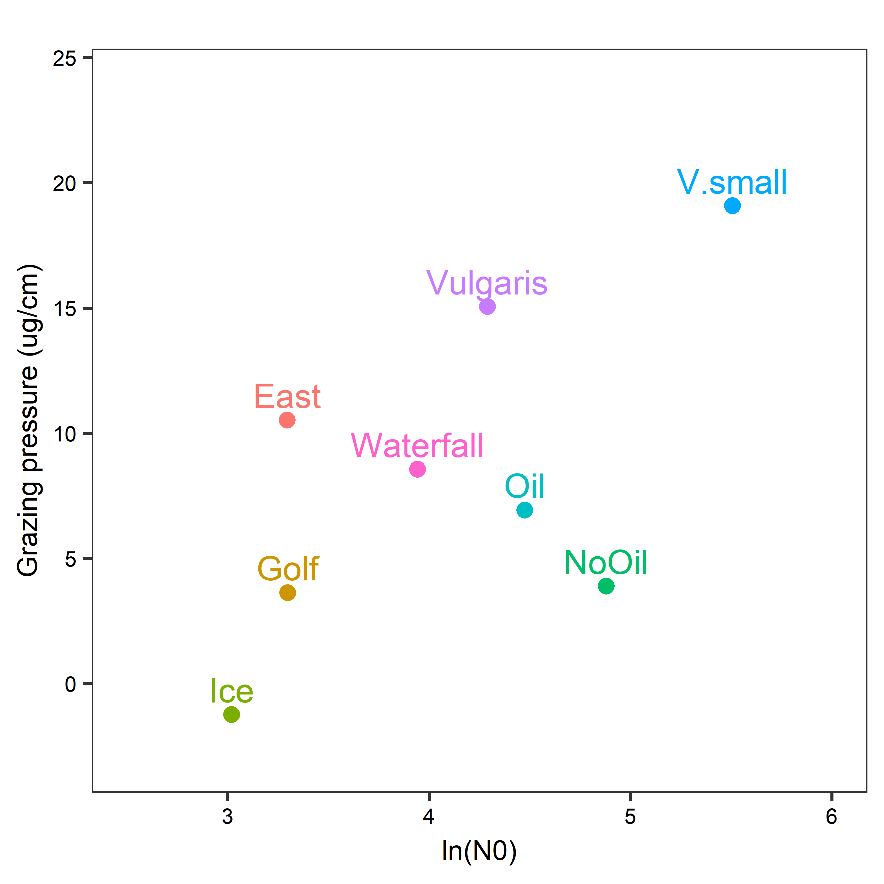 25
20
15
10
5
0
Grazing pressure (ug/cm)
V.small
Vulgaris
East
Waterfall
Oil
NoOil
Golf
Ice
3 4 5 6
ln(N0)